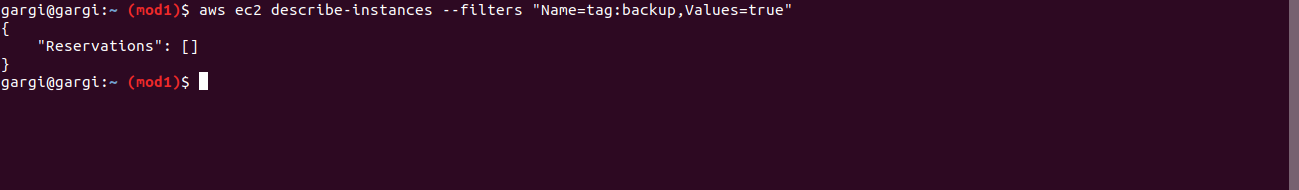 gargi@gargi:~ (mod1)$ aws ec2 describe-instances --filters "Name=tag:backup,Values=true"
{
    "Reservations": []
}
gargi@gargi:~ (mod1)$